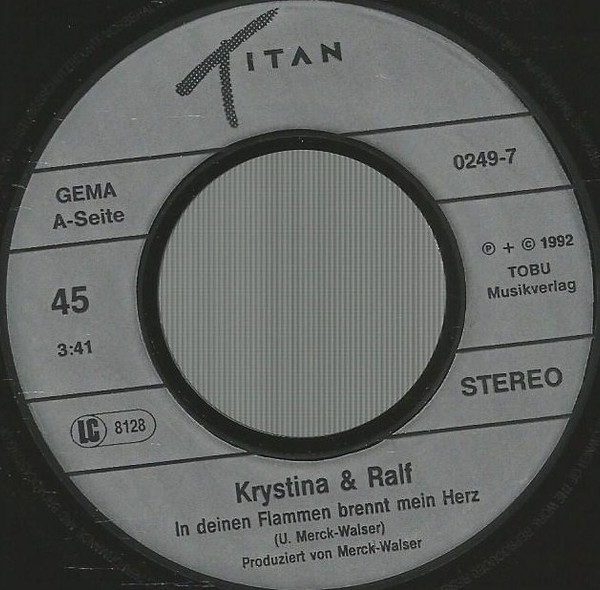 TITAN
0249-7
GEMA
A-Seite
℗ + © 1992
TOBU
Musikverlag
45
3:41
STEREO
LC 8128
Krystina & Ralf
In deinen Flammen brennt mein Herz
(U. Merck-Walser)
Produziert von Merck-Walser